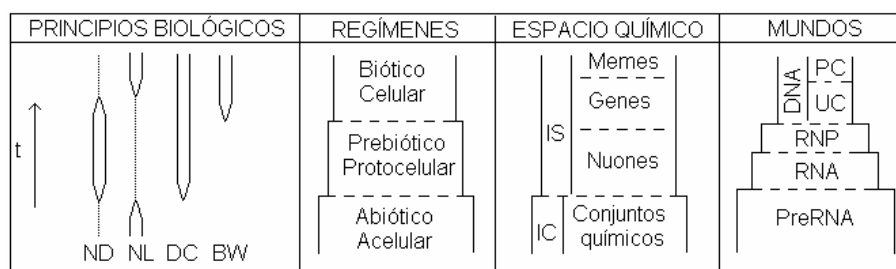 PRINCIPIOS BIOLÓGICOS
REGÍMENES
ESPACIO QUÍMICO
MUNDOS
t
ND NL DC BW
Biótico
Celular
Prebiótico
Protocelular
Abiótico
Acelular
IS
Memes
Genes
Nuones
IC
Conjuntos
químicos
DNA
PC
UC
RNP
RNA
PreRNA